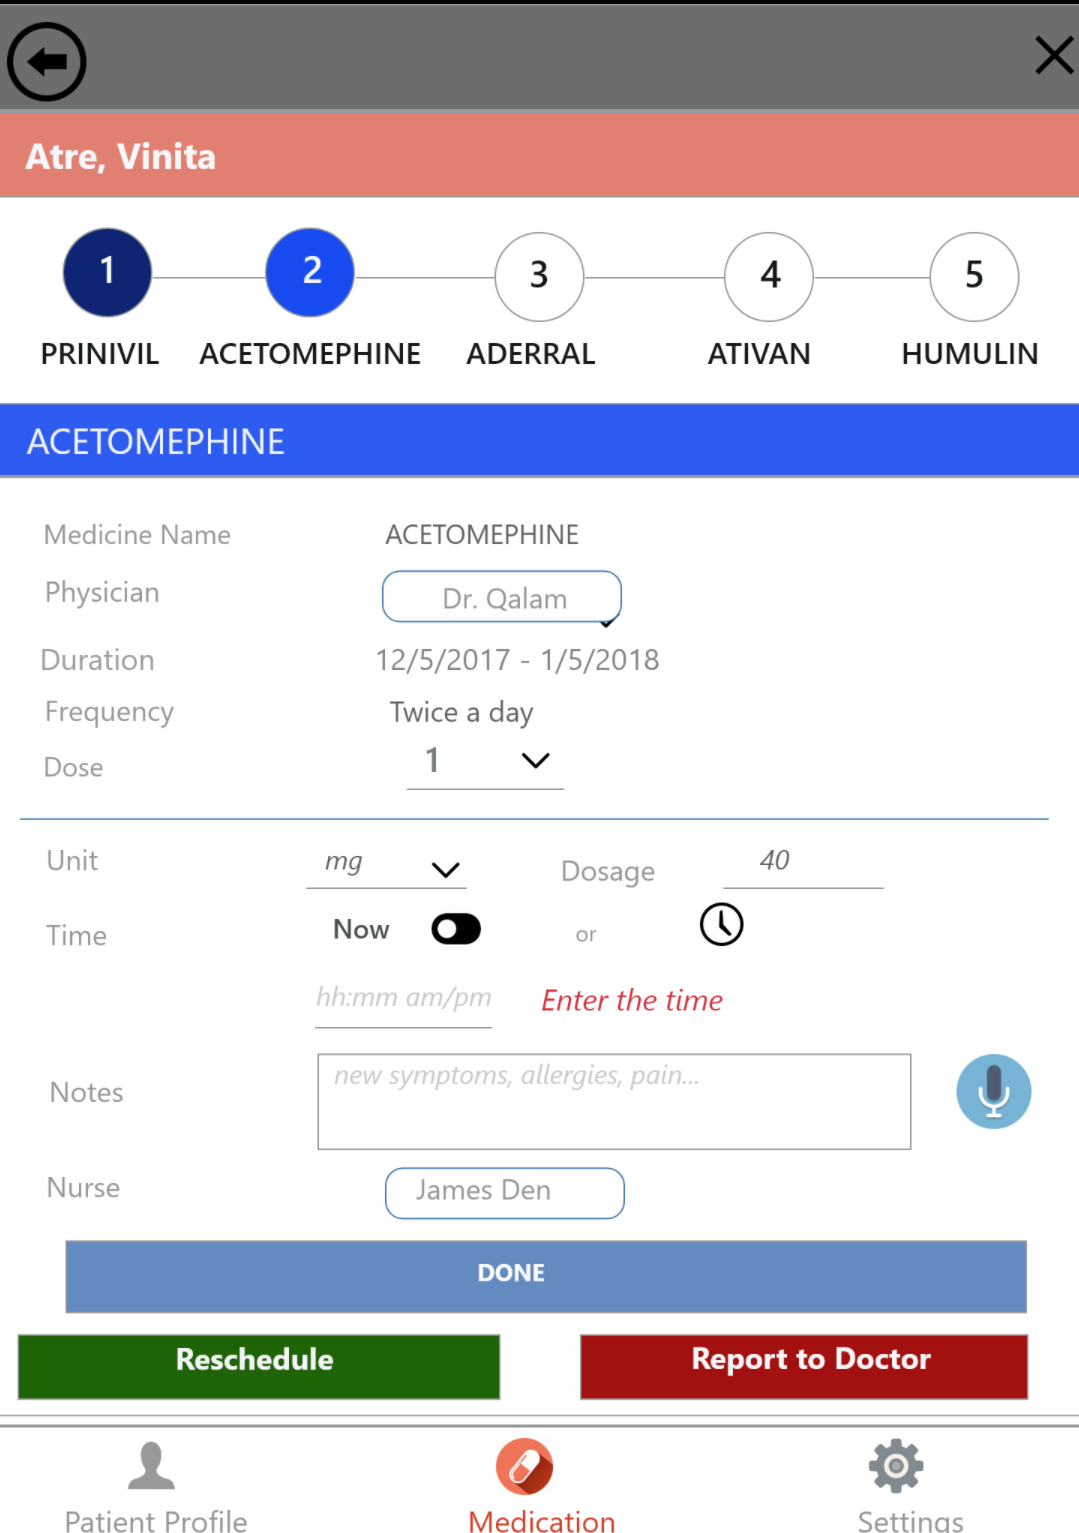 Atre, Vinita
1 2 3 4 5
PRINIVIL ACETOMEPHINE ADERRAL ATIVAN HUMULIN
ACETOMEPHINE
Medicine Name ACETOMEPHINE
Physician Dr. Qalam
Duration 12/5/2017 - 1/5/2018
Frequency Twice a day
Dose 1
Unit mg Dosage 40
Time Now or
hh:mm am/pm Enter the time
Notes new symptoms, allergies, pain...
Nurse James Den
DONE
Reschedule Report to Doctor
Patient Profile Medication Settings